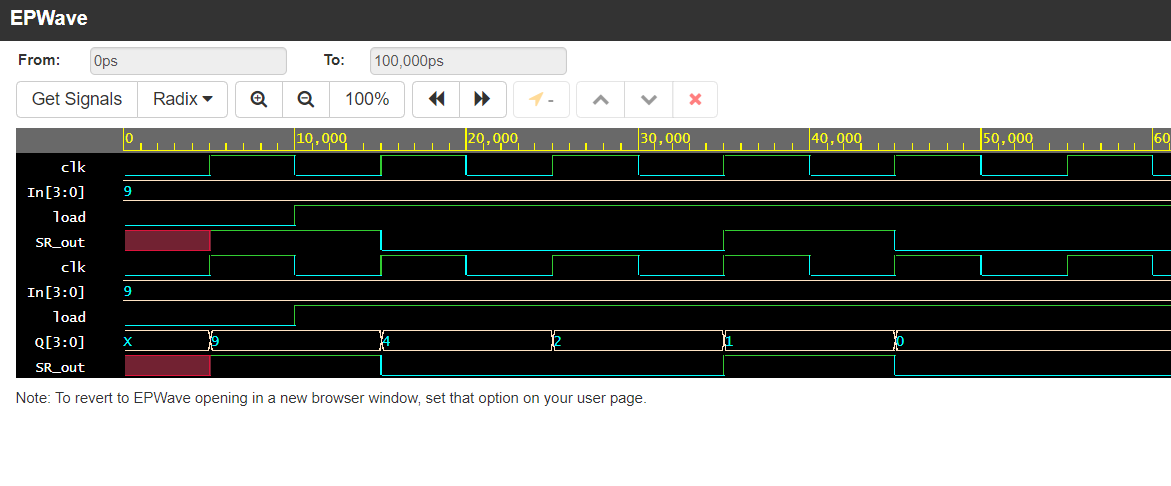 EPWave
From: 0ps To: 100,000ps
Get Signals Radix 100% -
0 10,000 20,000 30,000 40,000 50,000 60
clk
In[3:0] 9
load
SR_out
clk
In[3:0] 9
load
Q[3:0] X 9 4 2 1 0
SR_out
Note: To revert to EPWave opening in a new browser window, set that option on your user page.